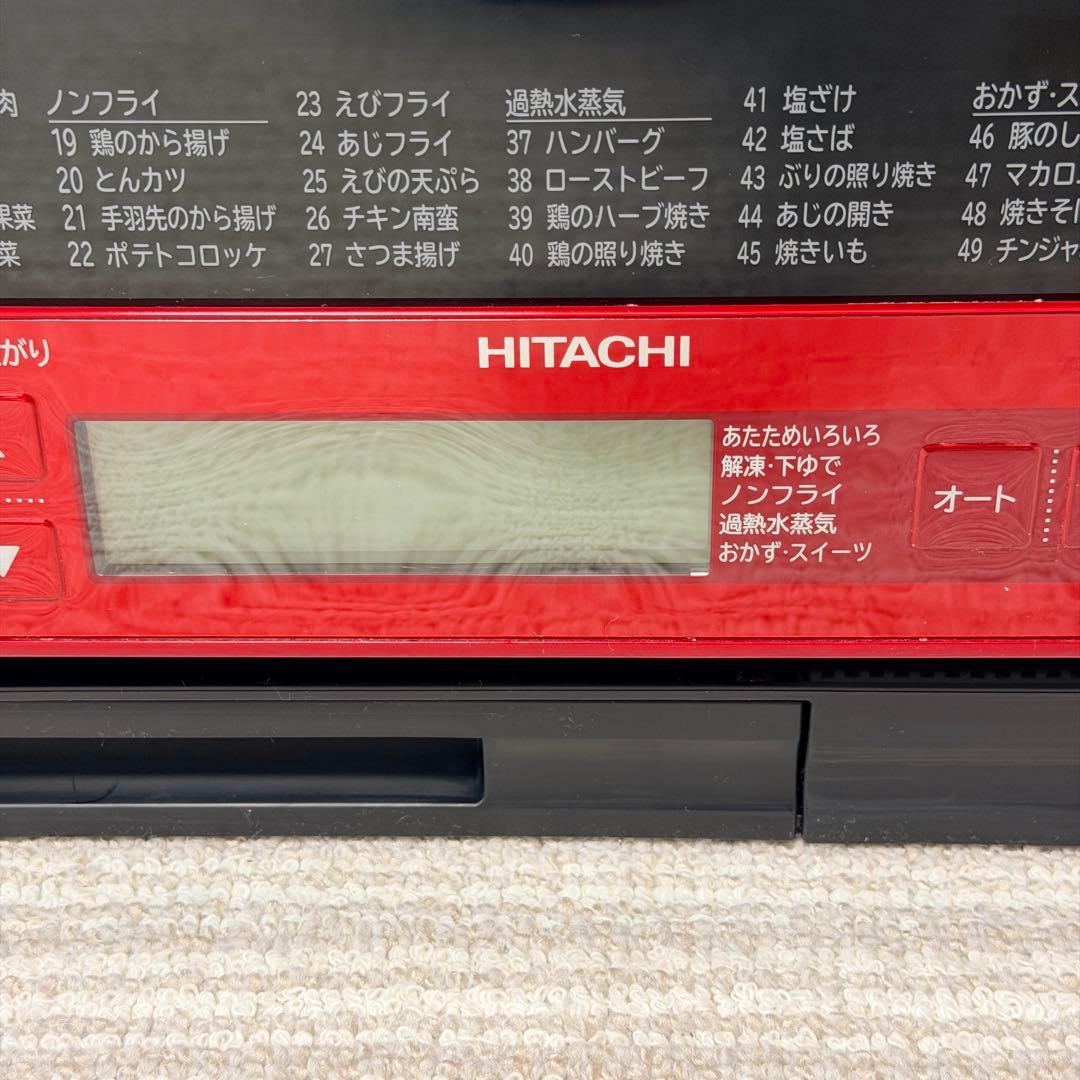 肉
果菜
菜
ノンフライ
19 鶏のから揚げ
20 とんカツ
21 手羽先のから揚げ
22 ポテトコロッケ
23 えびフライ
24 あじフライ
25 えびの天ぷら
26 チキン南蛮
27 さつま揚げ
過熱水蒸気
37 ハンバーグ
38 ローストビーフ
39 鶏のハーブ焼き
40 鶏の照り焼き
41 塩ざけ
42 塩さば
43 ぶりの照り焼き
44 あじの開き
45 焼きいも
おかず·ス
46 豚のし
47 マカロ
48 焼きそ
49 チンジャ
がり
HITACHI
あたためいろいろ
解凍·下ゆで
ノンフライ
過熱水蒸気
おかず·スイーツ
オート